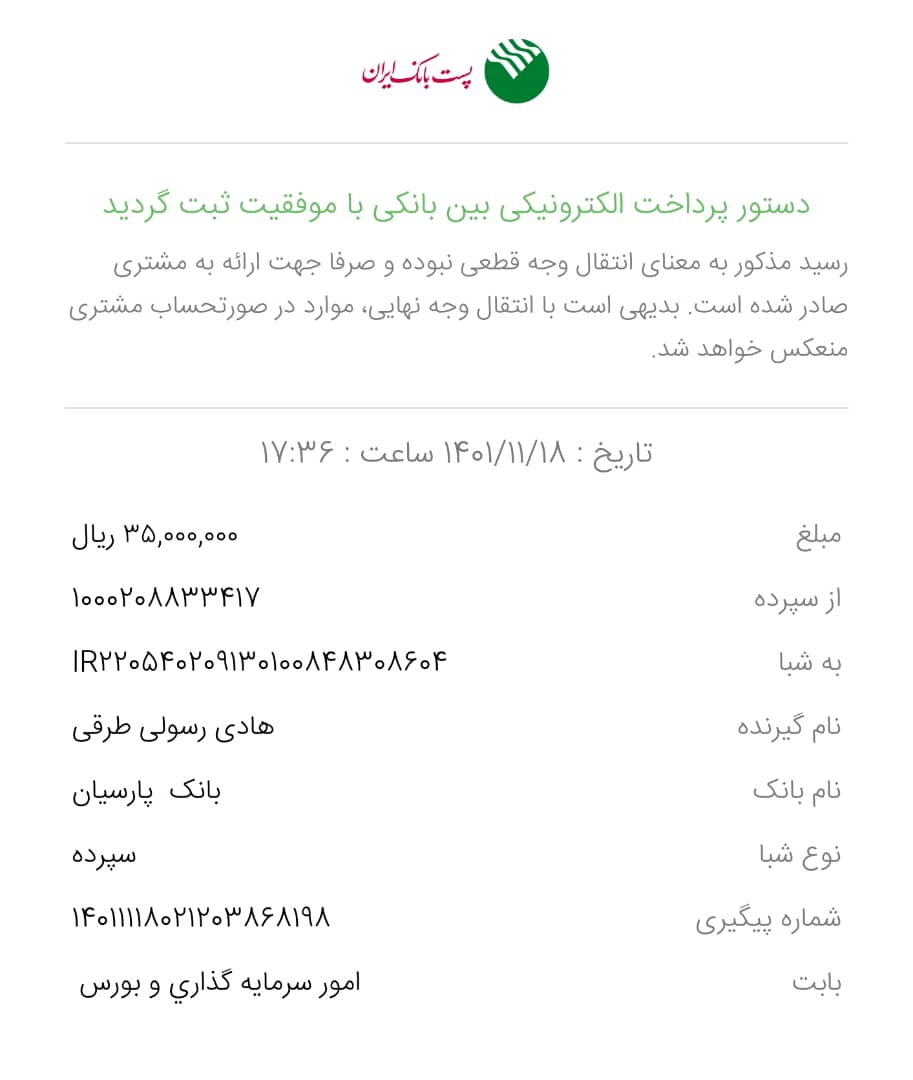 پست بانک ایران
دستور پرداخت الکترونیکی بین بانکی با موفقیت ثبت گردید
رسید مذکور به معنای انتقال وجه قطعی نبوده و صرفا جهت ارائه به مشتری
صادر شده است. بدیهی است با انتقال وجه نهایی، موارد در صورتحساب مشتری
منعکس خواهد شد.
تاریخ : ۱۴۰۱/۱۱/۱۸ ساعت : ۱۷:۳۶
مبلغ ۳۵,۰۰۰,۰۰۰ ریال
از سپرده ۱۰۰۰۲۰۸۸۳۳۴۱۷
به شبا IR۲۲۰۵۴۰۲۰۹۱۳۰۱۰۰۸۴۸۳۰۸۶۰۴
نام گیرنده هادی رسولی طرقی
نام بانک بانک پارسیان
نوع شبا سپرده
شماره پیگیری ۱۴۰۱۱۱۱۸۰۲۱۲۰۳۸۶۸۱۹۸
بابت امور سرمایه گذاري و بورس